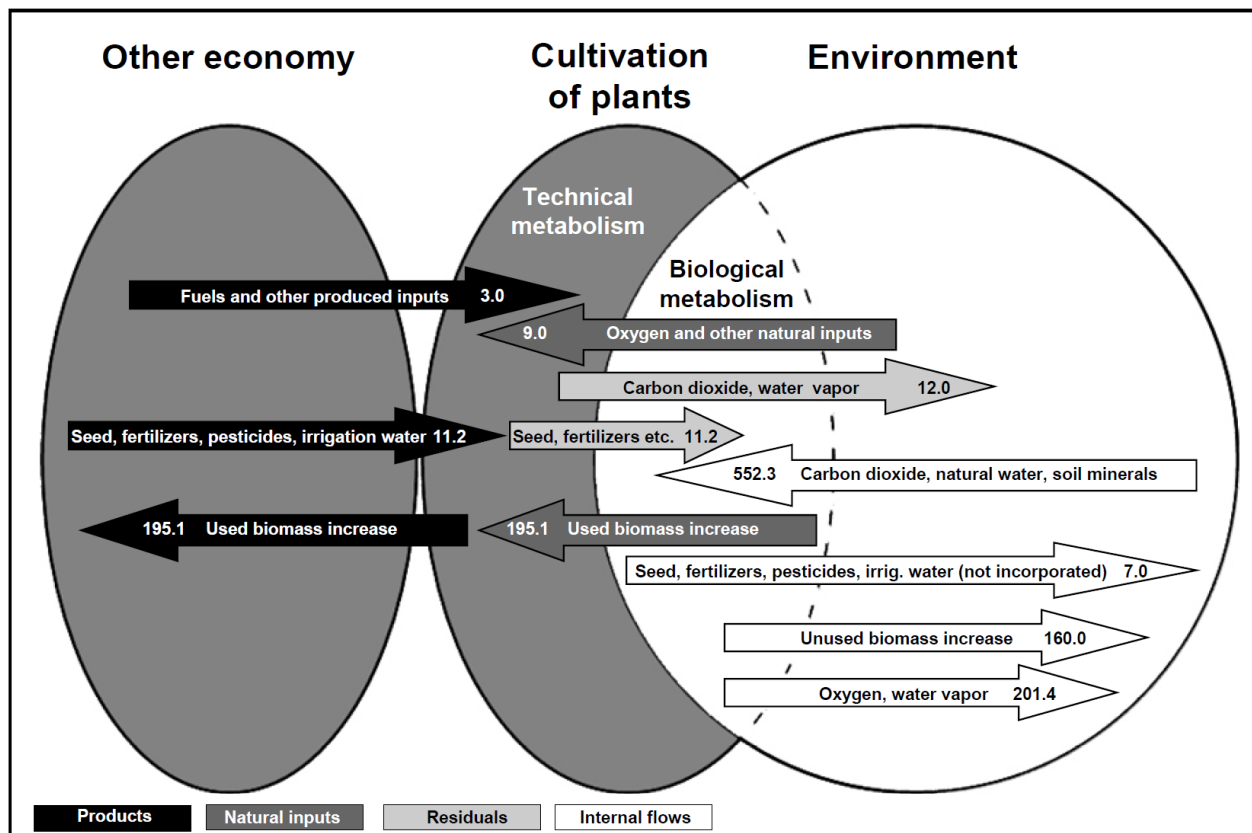 Other economy
Cultivation
of plants
Environment
Technical
metabolism
Biological
metabolism
Fuels and other produced inputs 3.0
9.0 Oxygen and other natural inputs
Carbon dioxide, water vapor 12.0
Seed, fertilizers, pesticides, irrigation water 11.2
Seed, fertilizers etc. 11.2
552.3 Carbon dioxide, natural water, soil minerals
195.1 Used biomass increase
195.1 Used biomass increase
Seed, fertilizers, pesticides, irrig. water (not incorporated) 7.0
Unused biomass increase 160.0
Oxygen, water vapor 201.4
Products
Natural inputs
Residuals
Internal flows